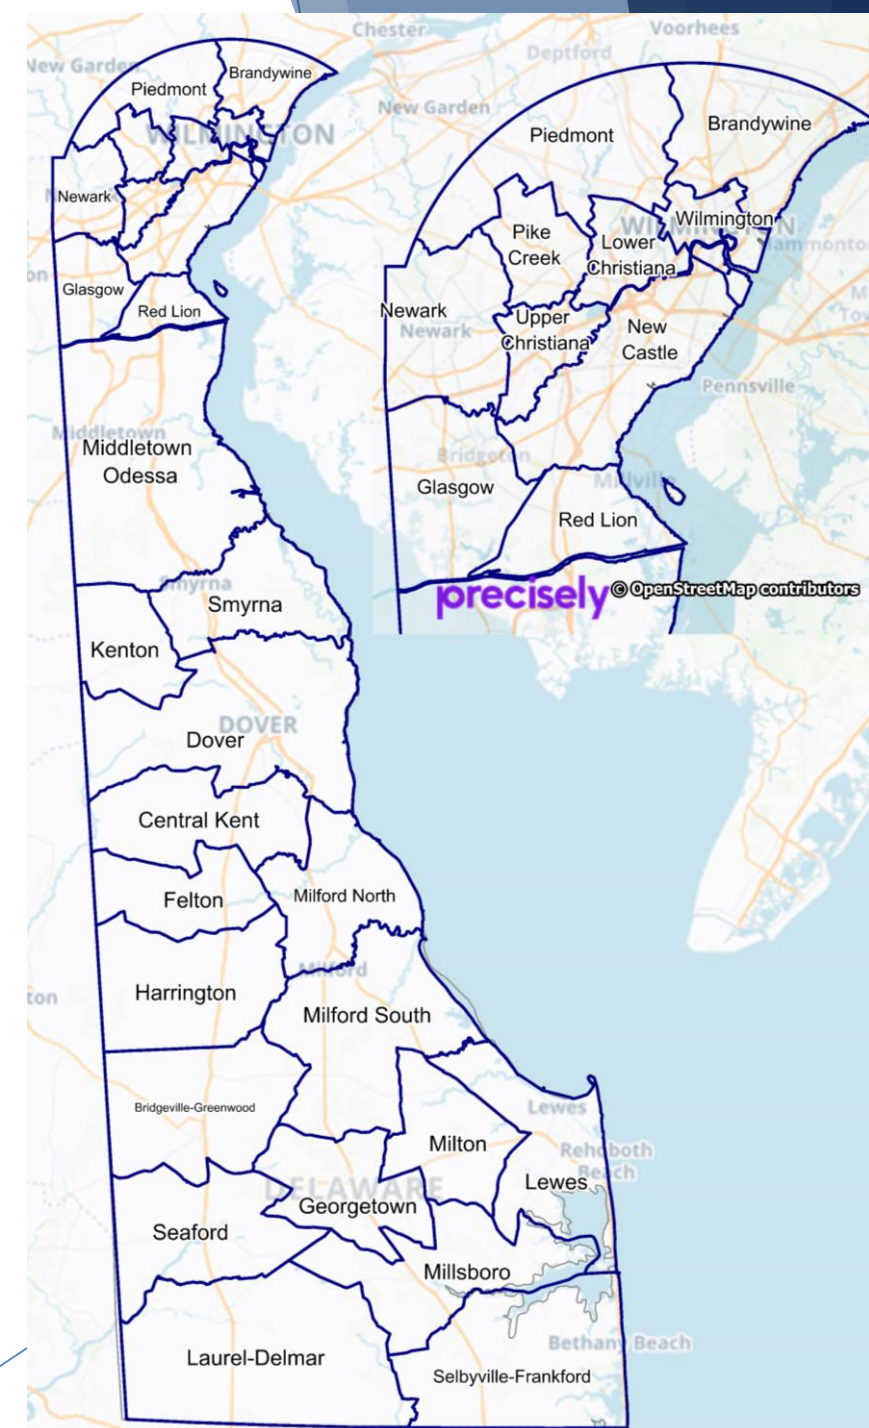 Chester
Voorhees
Deptford
New Garden
Piedmont
Brandywine
WILMINGTON
Newark
Glasgow
Red Lion
New Garden
Piedmont
Brandywine
Pike
Creek
Lower
Christiana
Wilmington
WILMINGTON
Newark
Newark
Upper
Christiana
New
Castle
Pennsville
Bridgeton
Glasgow
Millville
Red Lion
precisely
© OpenStreetMap contributors
Middletown
Middletown
Odessa
Smyrna
Smyrna
Kenton
DOVER
Dover
Central Kent
Felton
Milford North
Milford
Harrington
Milford South
Bridgeville-Greenwood
Lewes
Milton
Rehoboth
Beach
Lewes
DELAWARE
Georgetown
Seaford
Millsboro
Bethany Beach
Laurel-Delmar
Selbyville-Frankford